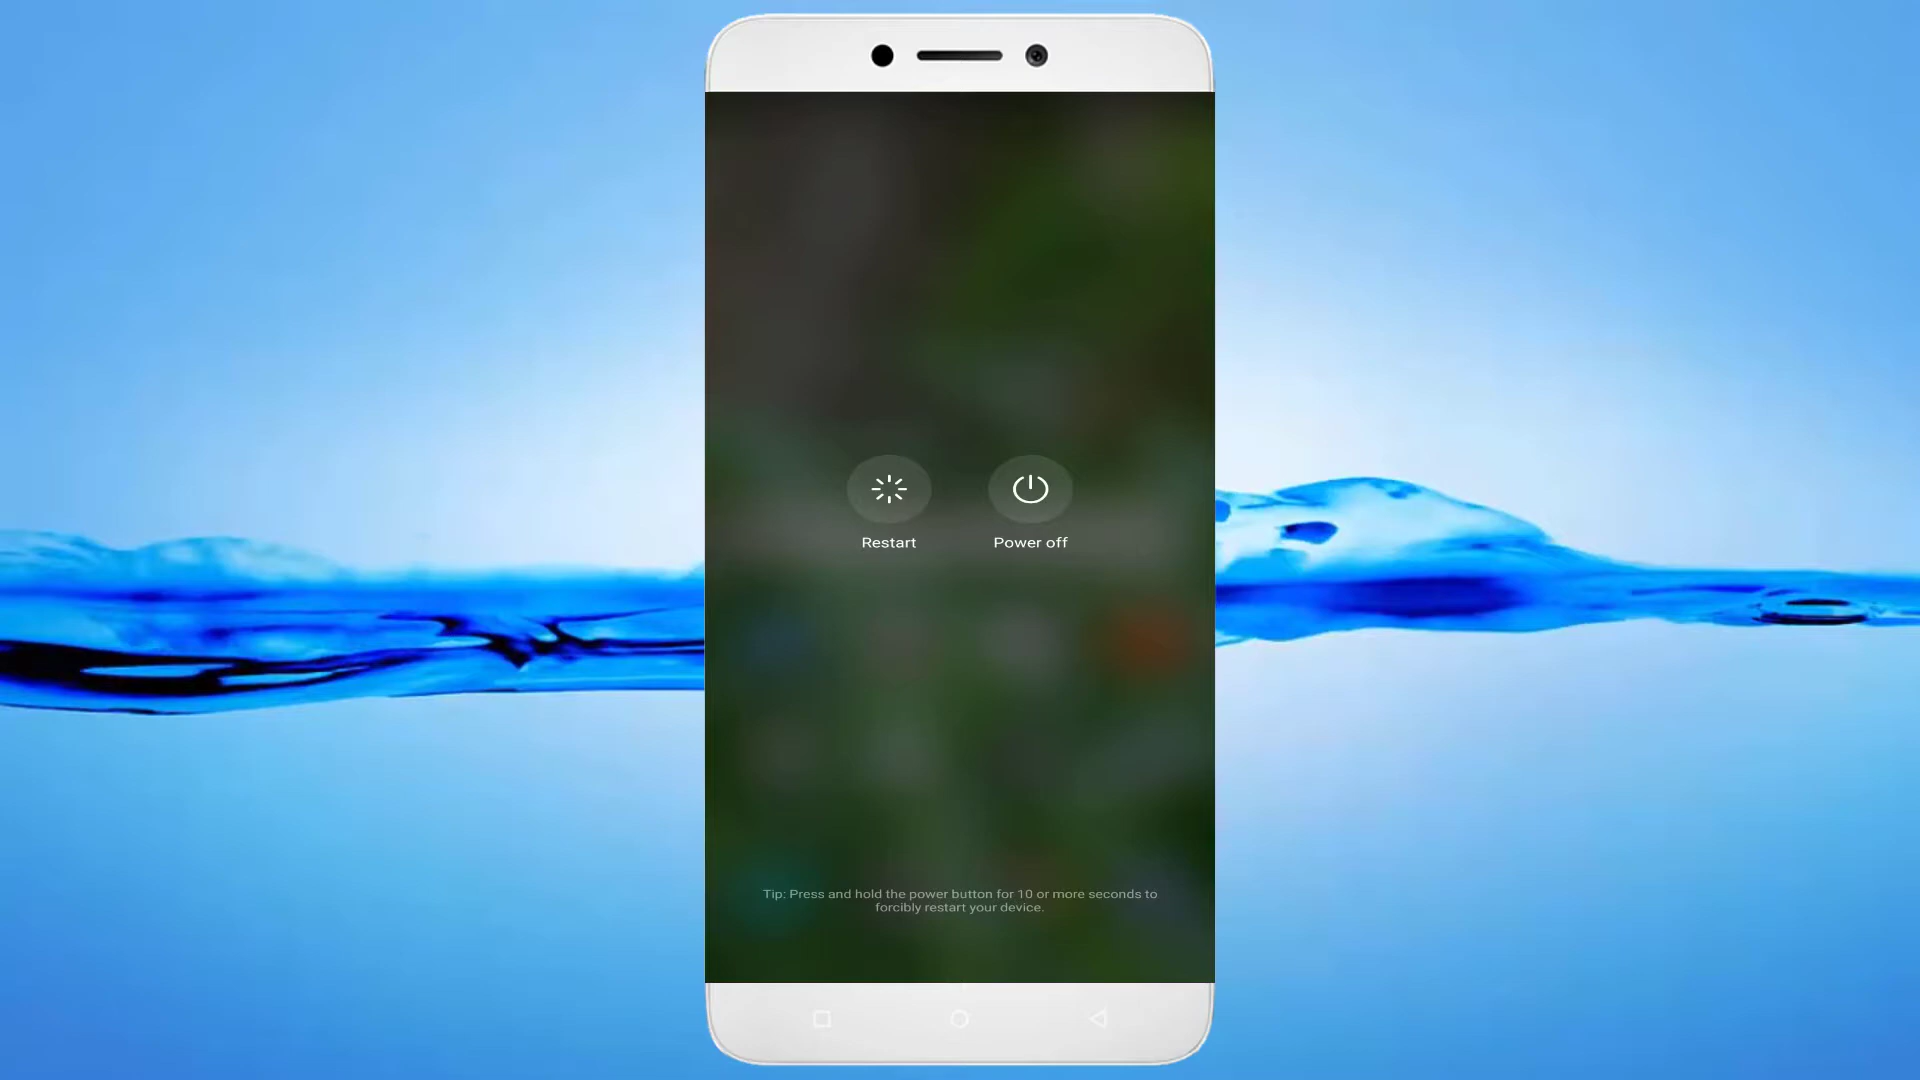 Restart
Power off
Tip: Press and hold the power button for 10 or more seconds to
forcibly restart your device.